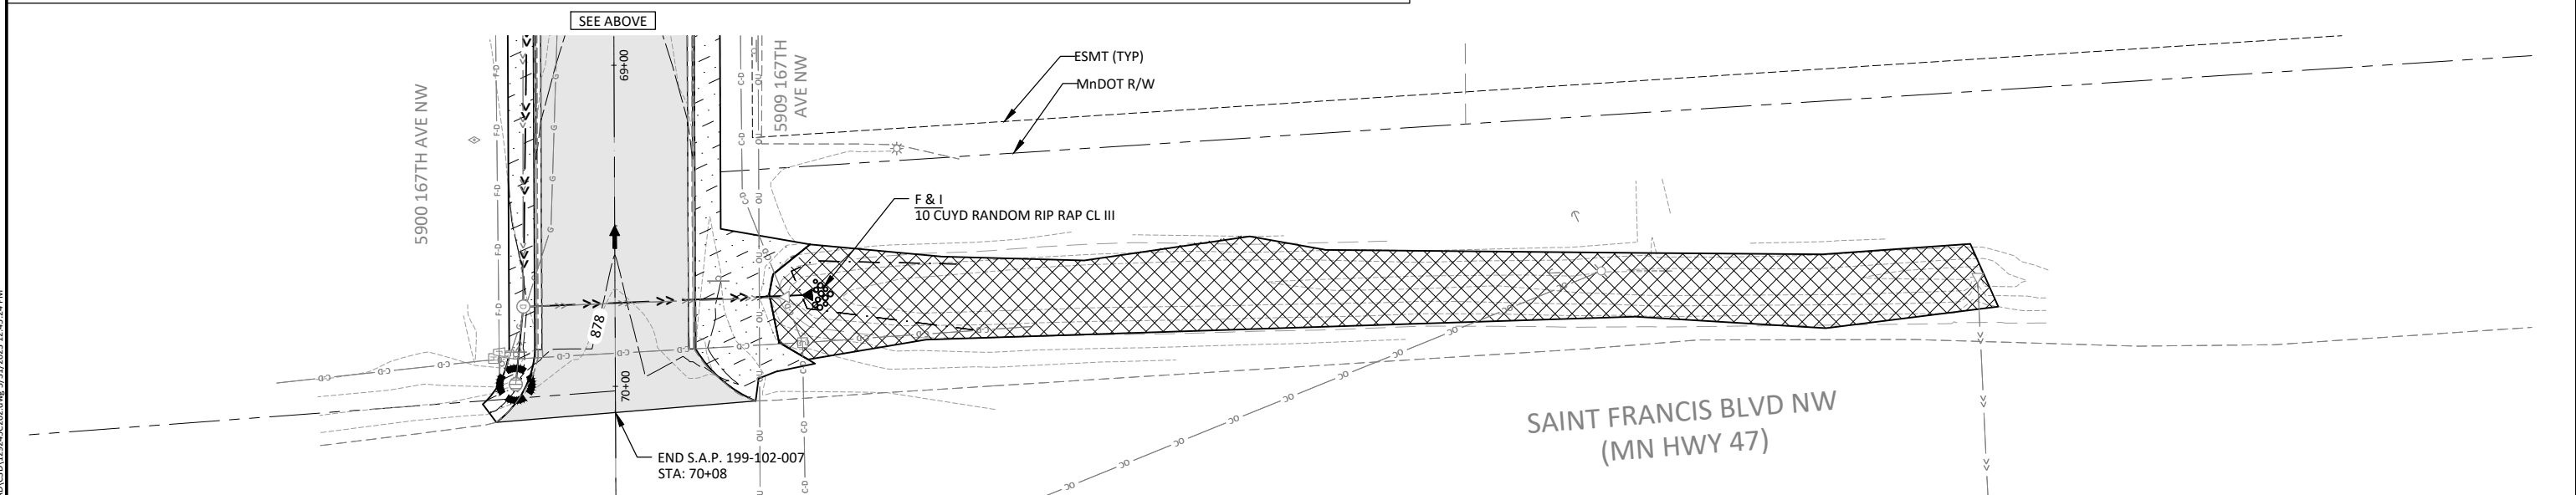 SEE ABOVE
69+00
5909 167TH
AVE NW
ESMT (TYP)
MnDOT R/W
5900 167TH AVE NW
F & I
10 CUYD RANDOM RIP RAP CL III
878
70+00
END S.A.P. 199-102-007
STA: 70+08
SAINT FRANCIS BLVD NW
(MN HWY 47)